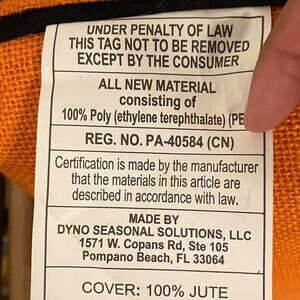 UNDER PENALTY OF LAW
THIS TAG NOT TO BE REMOVED
EXCEPT BY THE CONSUMER
ALL NEW MATERIAL
consisting of
100% Poly (ethylene terephthalate) (PE
REG. NO. PA-40584 (CN)
Certification is made by the manufacturer
that the materials in this article are
described in accordance with law.
MADE BY
DYNO SEASONAL SOLUTIONS, LLC
1571 W. Copans Rd, Ste 105
Pompano Beach, FL 33064
COVER: 100% JUTE